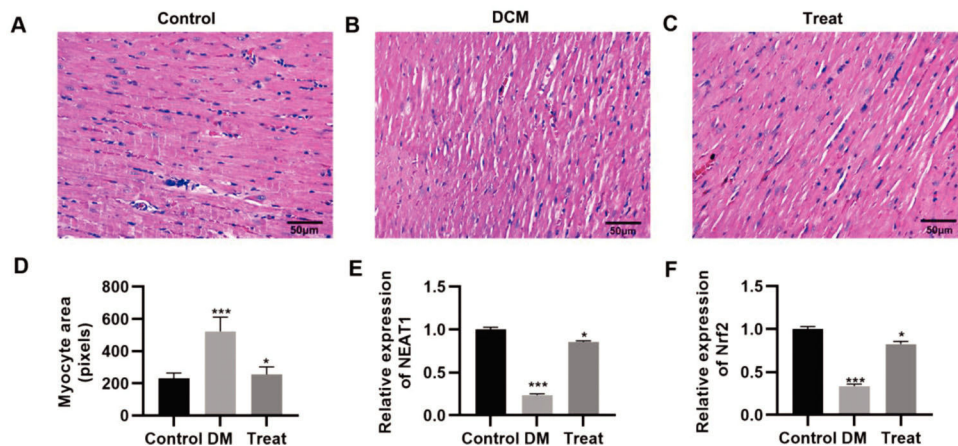 A Control
B DCM
C Treat
50μm
50μm
50μm
D
Myocyte area
(pixels)
800
600
400
200
0
***
*
Control DM Treat
E
Relative expression
of NEAT1
1.5
1.0
0.5
0.0
***
*
Control DM Treat
F
Relative expression
of Nrf2
1.5
1.0
0.5
0.0
***
*
Control DM Treat